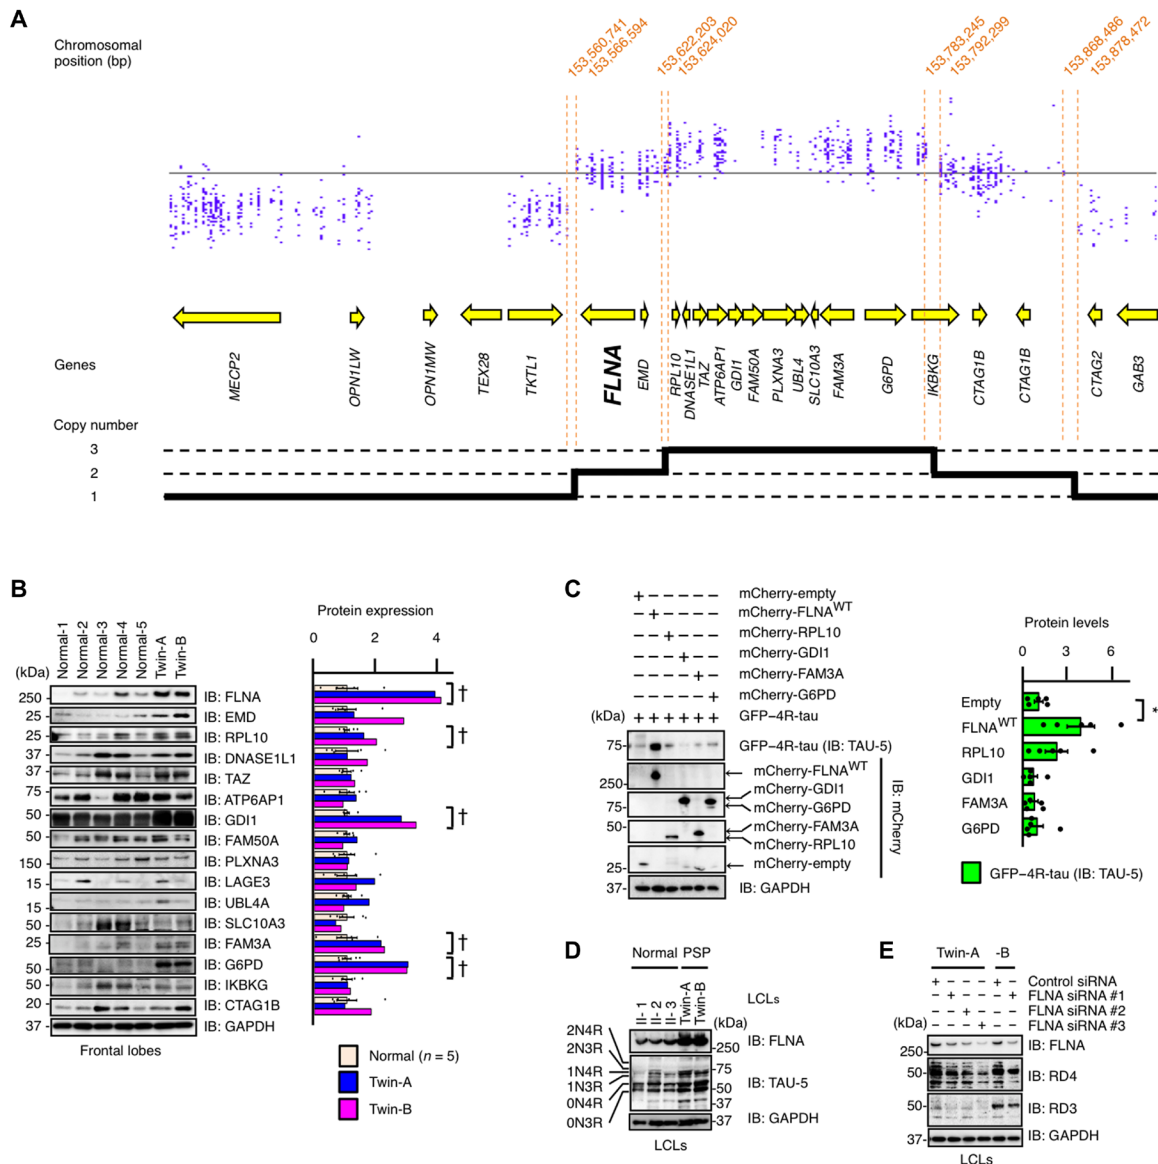 A
Chromosomal
position (bp)
153,560,741
153,566,594
153,622,203
153,624,020
153,783,245
153,792,299
153,868,486
153,878,472
Genes
MECP2
OPN1LW
OPN1MW
TEX28
TKTL1
FLNA
EMD
RPL10
DNASE1L1
TAZ
ATP6AP1
GDI1
FAM50A
PLXNA3
UBL4
SLC10A3
FAM3A
G6PD
IKBKG
CTAG1B
CTAG1B
CTAG2
GAB3
Copy number
3
2
1
B
Normal-1
Normal-2
Normal-3
Normal-4
Normal-5
Twin-A
Twin-B
(kDa)
250 IB: FLNA
25 IB: EMD
25 IB: RPL10
37 IB: DNASE1L1
37 IB: TAZ
75 IB: ATP6AP1
50 IB: GDI1
50 IB: FAM50A
150 IB: PLXNA3
15 IB: LAGE3
15 IB: UBL4A
50 IB: SLC10A3
25 IB: FAM3A
50 IB: G6PD
50 IB: IKBKG
20 IB: CTAG1B
37 IB: GAPDH
Frontal lobes
Protein expression
0 2 4
†
†
†
†
†
Normal (n = 5)
Twin-A
Twin-B
C
+ − − − − − mCherry-empty
− + − − − − mCherry-FLNA^WT
− − + − − − mCherry-RPL10
− − − + − − mCherry-GDI1
− − − − + − mCherry-FAM3A
− − − − − + mCherry-G6PD
(kDa) + + + + + + GFP−4R-tau
75 GFP−4R-tau (IB: TAU-5)
250 mCherry-FLNA^WT
75 mCherry-GDI1
mCherry-G6PD
50 mCherry-FAM3A
mCherry-RPL10
25 mCherry-empty
37 IB: GAPDH
IB: mCherry
Protein levels
0 3 6
Empty
*
FLNA^WT
RPL10
GDI1
FAM3A
G6PD
GFP−4R-tau (IB: TAU-5)
D
Normal PSP
II-1
II-2
II-3
Twin-A
Twin-B
LCLs
(kDa)
250 IB: FLNA
2N4R
2N3R
1N4R
1N3R
0N4R
0N3R
75
50
37
IB: TAU-5
37 IB: GAPDH
LCLs
E
Twin-A -B
+ − − − + − Control siRNA
− + − − − + FLNA siRNA #1
− − + − − − FLNA siRNA #2
− − − + − − FLNA siRNA #3
(kDa)
250 IB: FLNA
50 IB: RD4
50 IB: RD3
37 IB: GAPDH
LCLs